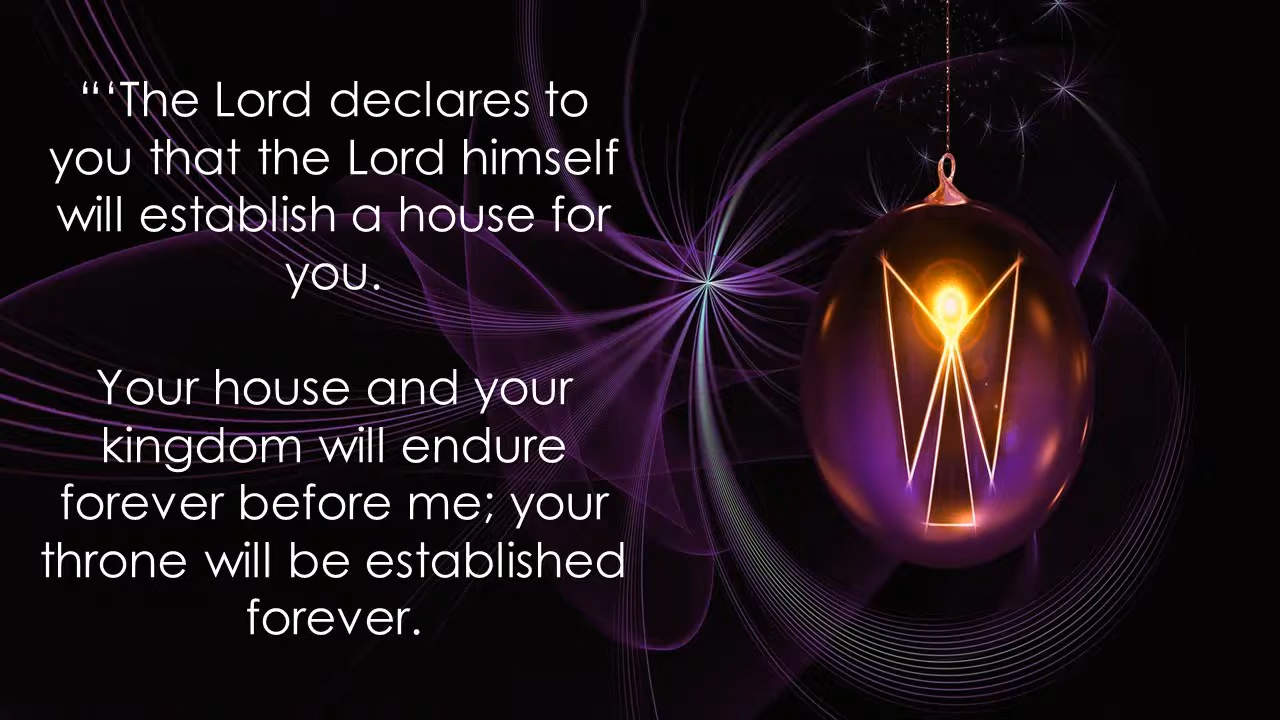 “‘The Lord declares to
you that the Lord himself
will establish a house for
you.
Your house and your
kingdom will endure
forever before me; your
throne will be established
forever.